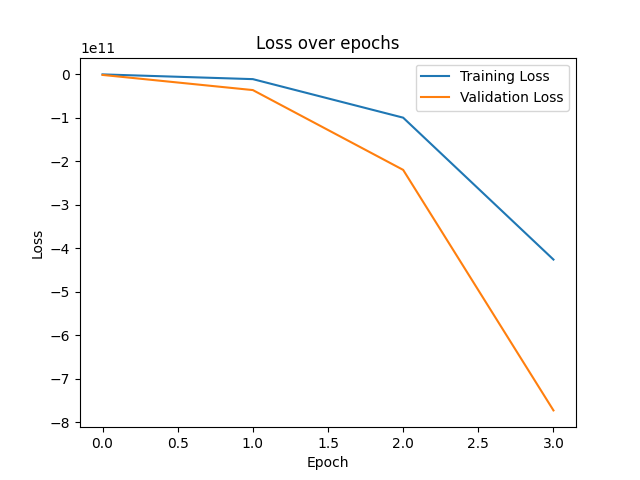 Loss over epochs
1e11
Training Loss
Validation Loss
0
−1
−2
−3
−4
−5
−6
−7
−8
Loss
0.0 0.5 1.0 1.5 2.0 2.5 3.0
Epoch